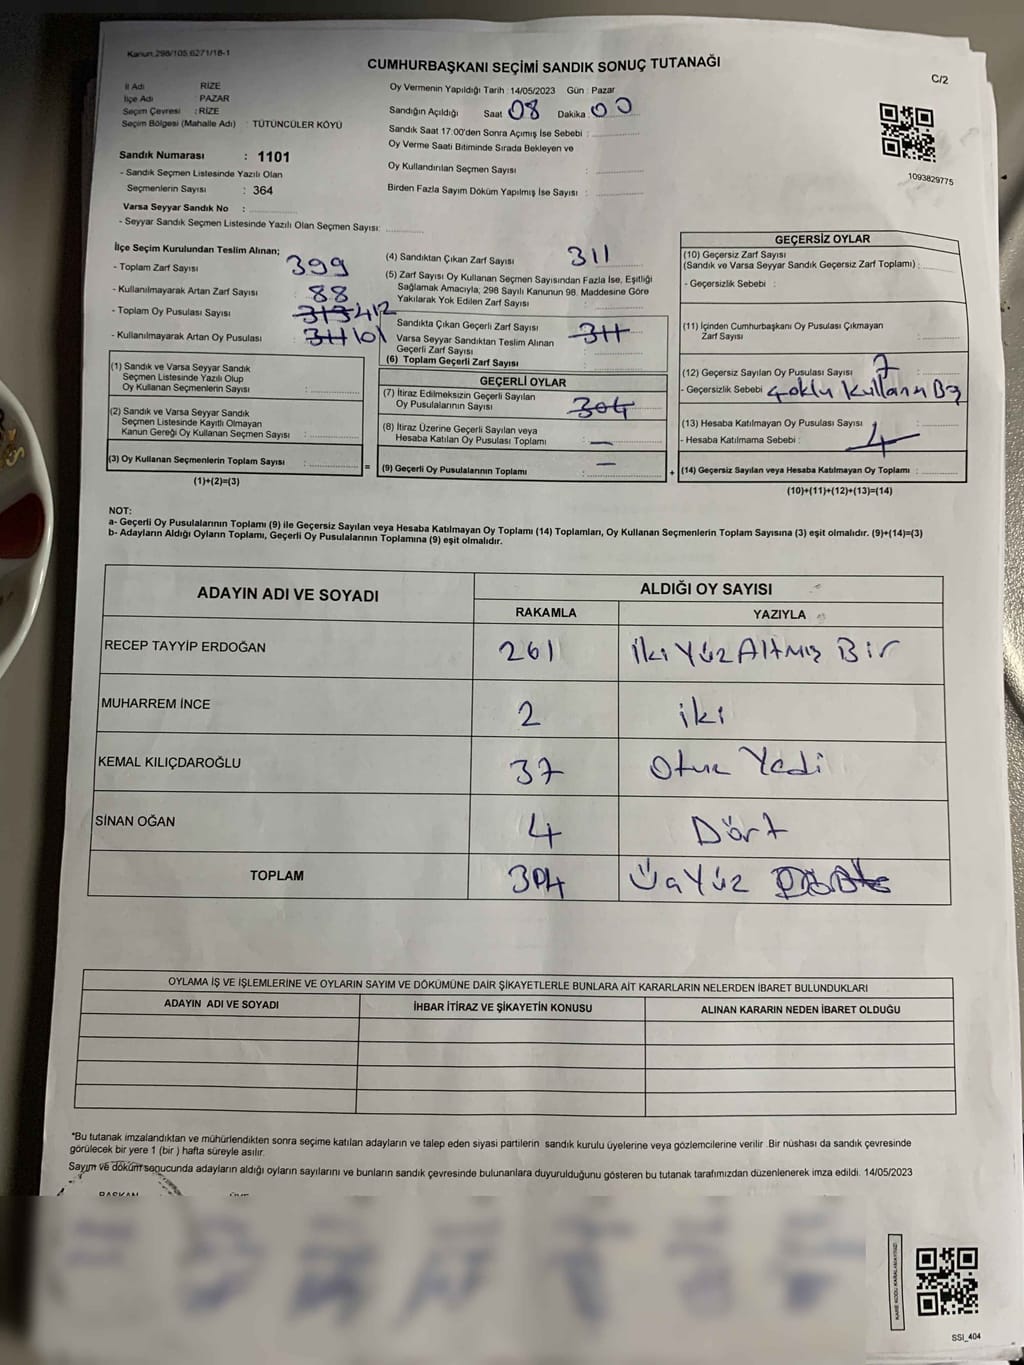 Kanun:298/105,6271/18-1
CUMHURBAŞKANI SEÇİMİ SANDIK SONUÇ TUTANAĞI
C/2
İl Adı RİZE
İlçe Adı PAZAR
Seçim Çevresi : RİZE
Seçim Bölgesi (Mahalle Adı) : TÜTÜNCÜLER KÖYÜ
Oy Vermenin Yapıldığı Tarih : 14/05/2023 Gün : Pazar
Sandığın Açıldığı Saat 08 Dakika : 00
Sandık Saat 17:00'den Sonra Açımış İse Sebebi :
Oy Verme Saati Bitiminde Sırada Bekleyen ve
Oy Kullandırılan Seçmen Sayısı :
Birden Fazla Sayım Döküm Yapılmış İse Sayısı :
1093829775
Sandık Numarası : 1101
- Sandık Seçmen Listesinde Yazılı Olan
Seçmenlerin Sayısı : 364
Varsa Seyyar Sandık No :
- Seyyar Sandık Seçmen Listesinde Yazılı Olan Seçmen Sayısı:
İlçe Seçim Kurulundan Teslim Alınan;
- Toplam Zarf Sayısı 399
- Kullanılmayarak Artan Zarf Sayısı : 88
- Toplam Oy Pusulası Sayısı : 412
- Kullanılmayarak Artan Oy Pusulası : 101
(1) Sandık ve Varsa Seyyar Sandık
Seçmen Listesinde Yazılı Olup
Oy Kullanan Seçmenlerin Sayısı :
(2) Sandık ve Varsa Seyyar Sandık
Seçmen Listesinde Kayıtlı Olmayan
Kanun Gereği Oy Kullanan Seçmen Sayısı :
(3) Oy Kullanan Seçmenlerin Toplam Sayısı :
(1)+(2)=(3)
=
(4) Sandıktan Çıkan Zarf Sayısı : 311
(5) Zarf Sayısı Oy Kullanan Seçmen Sayısından Fazla İse, Eşitliği
Sağlamak Amacıyla; 298 Sayılı Kanunun 98. Maddesine Göre
Yakılarak Yok Edilen Zarf Sayısı :
Sandıkta Çıkan Geçerli Zarf Sayısı : 311
Varsa Seyyar Sandıktan Teslim Alınan
Geçerli Zarf Sayısı :
(6) Toplam Geçerli Zarf Sayısı :
GEÇERLİ OYLAR
(7) İtiraz Edilmeksizin Geçerli Sayılan
Oy Pusulalarının Sayısı : 304
(8) İtiraz Üzerine Geçerli Sayılan veya
Hesaba Katılan Oy Pusulası Toplamı : —
(9) Geçerli Oy Pusulalarının Toplamı : —
+
GEÇERSİZ OYLAR
(10) Geçersiz Zarf Sayısı
(Sandık ve Varsa Seyyar Sandık Geçersiz Zarf Toplamı) :
- Geçersizlik Sebebi :
(11) İçinden Cumhurbaşkanı Oy Pusulası Çıkmayan
Zarf Sayısı :
(12) Geçersiz Sayılan Oy Pusulası Sayısı : 7
- Geçersizlik Sebebi Çoklu
(13) Hesaba Katılmayan Oy Pusulası Sayısı :
- Hesaba Katılmama Sebebi :
(14) Geçersiz Sayılan veya Hesaba Katılmayan Oy Toplamı :
(10)+(11)+(12)+(13)=(14)
NOT:
a- Geçerli Oy Pusulalarının Toplamı (9) ile Geçersiz Sayılan veya Hesaba Katılmayan Oy Toplamı (14) Toplamları, Oy Kullanan Seçmenlerin Toplam Sayısına (3) eşit olmalıdır. (9)+(14)=(3)
b- Adayların Aldığı Oyların Toplamı, Geçerli Oy Pusulalarının Toplamına (9) eşit olmalıdır.
ADAYIN ADI VE SOYADI
ALDIĞI OY SAYISI
RAKAMLA YAZIYLA
RECEP TAYYİP ERDOĞAN 261 İki Yüz Altmış Bir
MUHARREM İNCE 2 iki
KEMAL KILIÇDAROĞLU 37 Otuz Yedi
SİNAN OĞAN 4 Dört
TOPLAM 304 Üç Yüz
OYLAMA İŞ VE İŞLEMLERİNE VE OYLARIN SAYIM VE DÖKÜMÜNE DAİR ŞİKAYETLERLE BUNLARA AİT KARARLARIN NELERDEN İBARET BULUNDUKLARI
ADAYIN ADI VE SOYADI İHBAR İTİRAZ VE ŞİKAYETİN KONUSU ALINAN KARARIN NEDEN İBARET OLDUĞU
*Bu tutanak imzalandıktan ve mühürlendikten sonra seçime katılan adayların ve talep eden siyasi partilerin sandık kurulu üyelerine veya gözlemcilerine verilir .Bir nüshası da sandık çevresinde
görülecek bir yere 1 (bir ) hafta süreyle asılır.
Sayım ve döküm sonucunda adayların aldığı oyların sayılarını ve bunların sandık çevresinde bulunanlara duyurulduğunu gösteren bu tutanak tarafımızdan düzenlenerek imza edildi. 14/05/2023
BAŞKAN
SSI_404